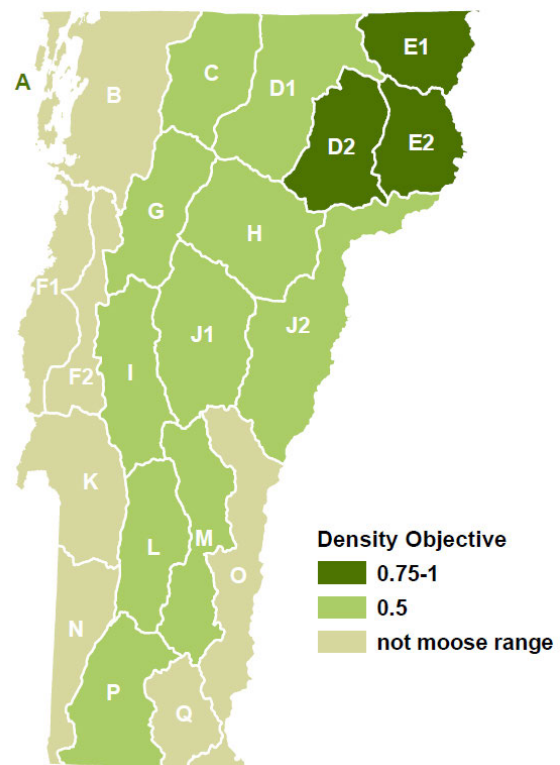 E1
A
C
B
D1
D2
E2
G
H
F1
J1
J2
I
F2
K
Density Objective
0.75-1
0.5
not moose range
M
L
O
N
P
Q